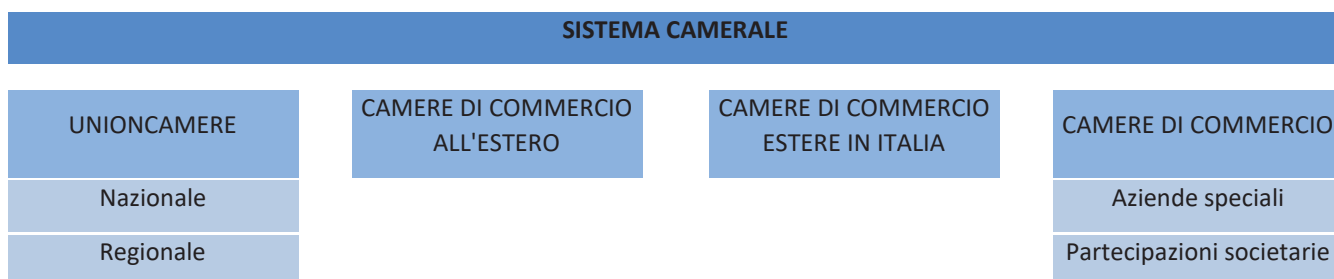 SISTEMA CAMERALE
UNIONCAMERE
Nazionale
Regionale
CAMERE DI COMMERCIO
ALL'ESTERO
CAMERE DI COMMERCIO
ESTERE IN ITALIA
CAMERE DI COMMERCIO
Aziende speciali
Partecipazioni societarie